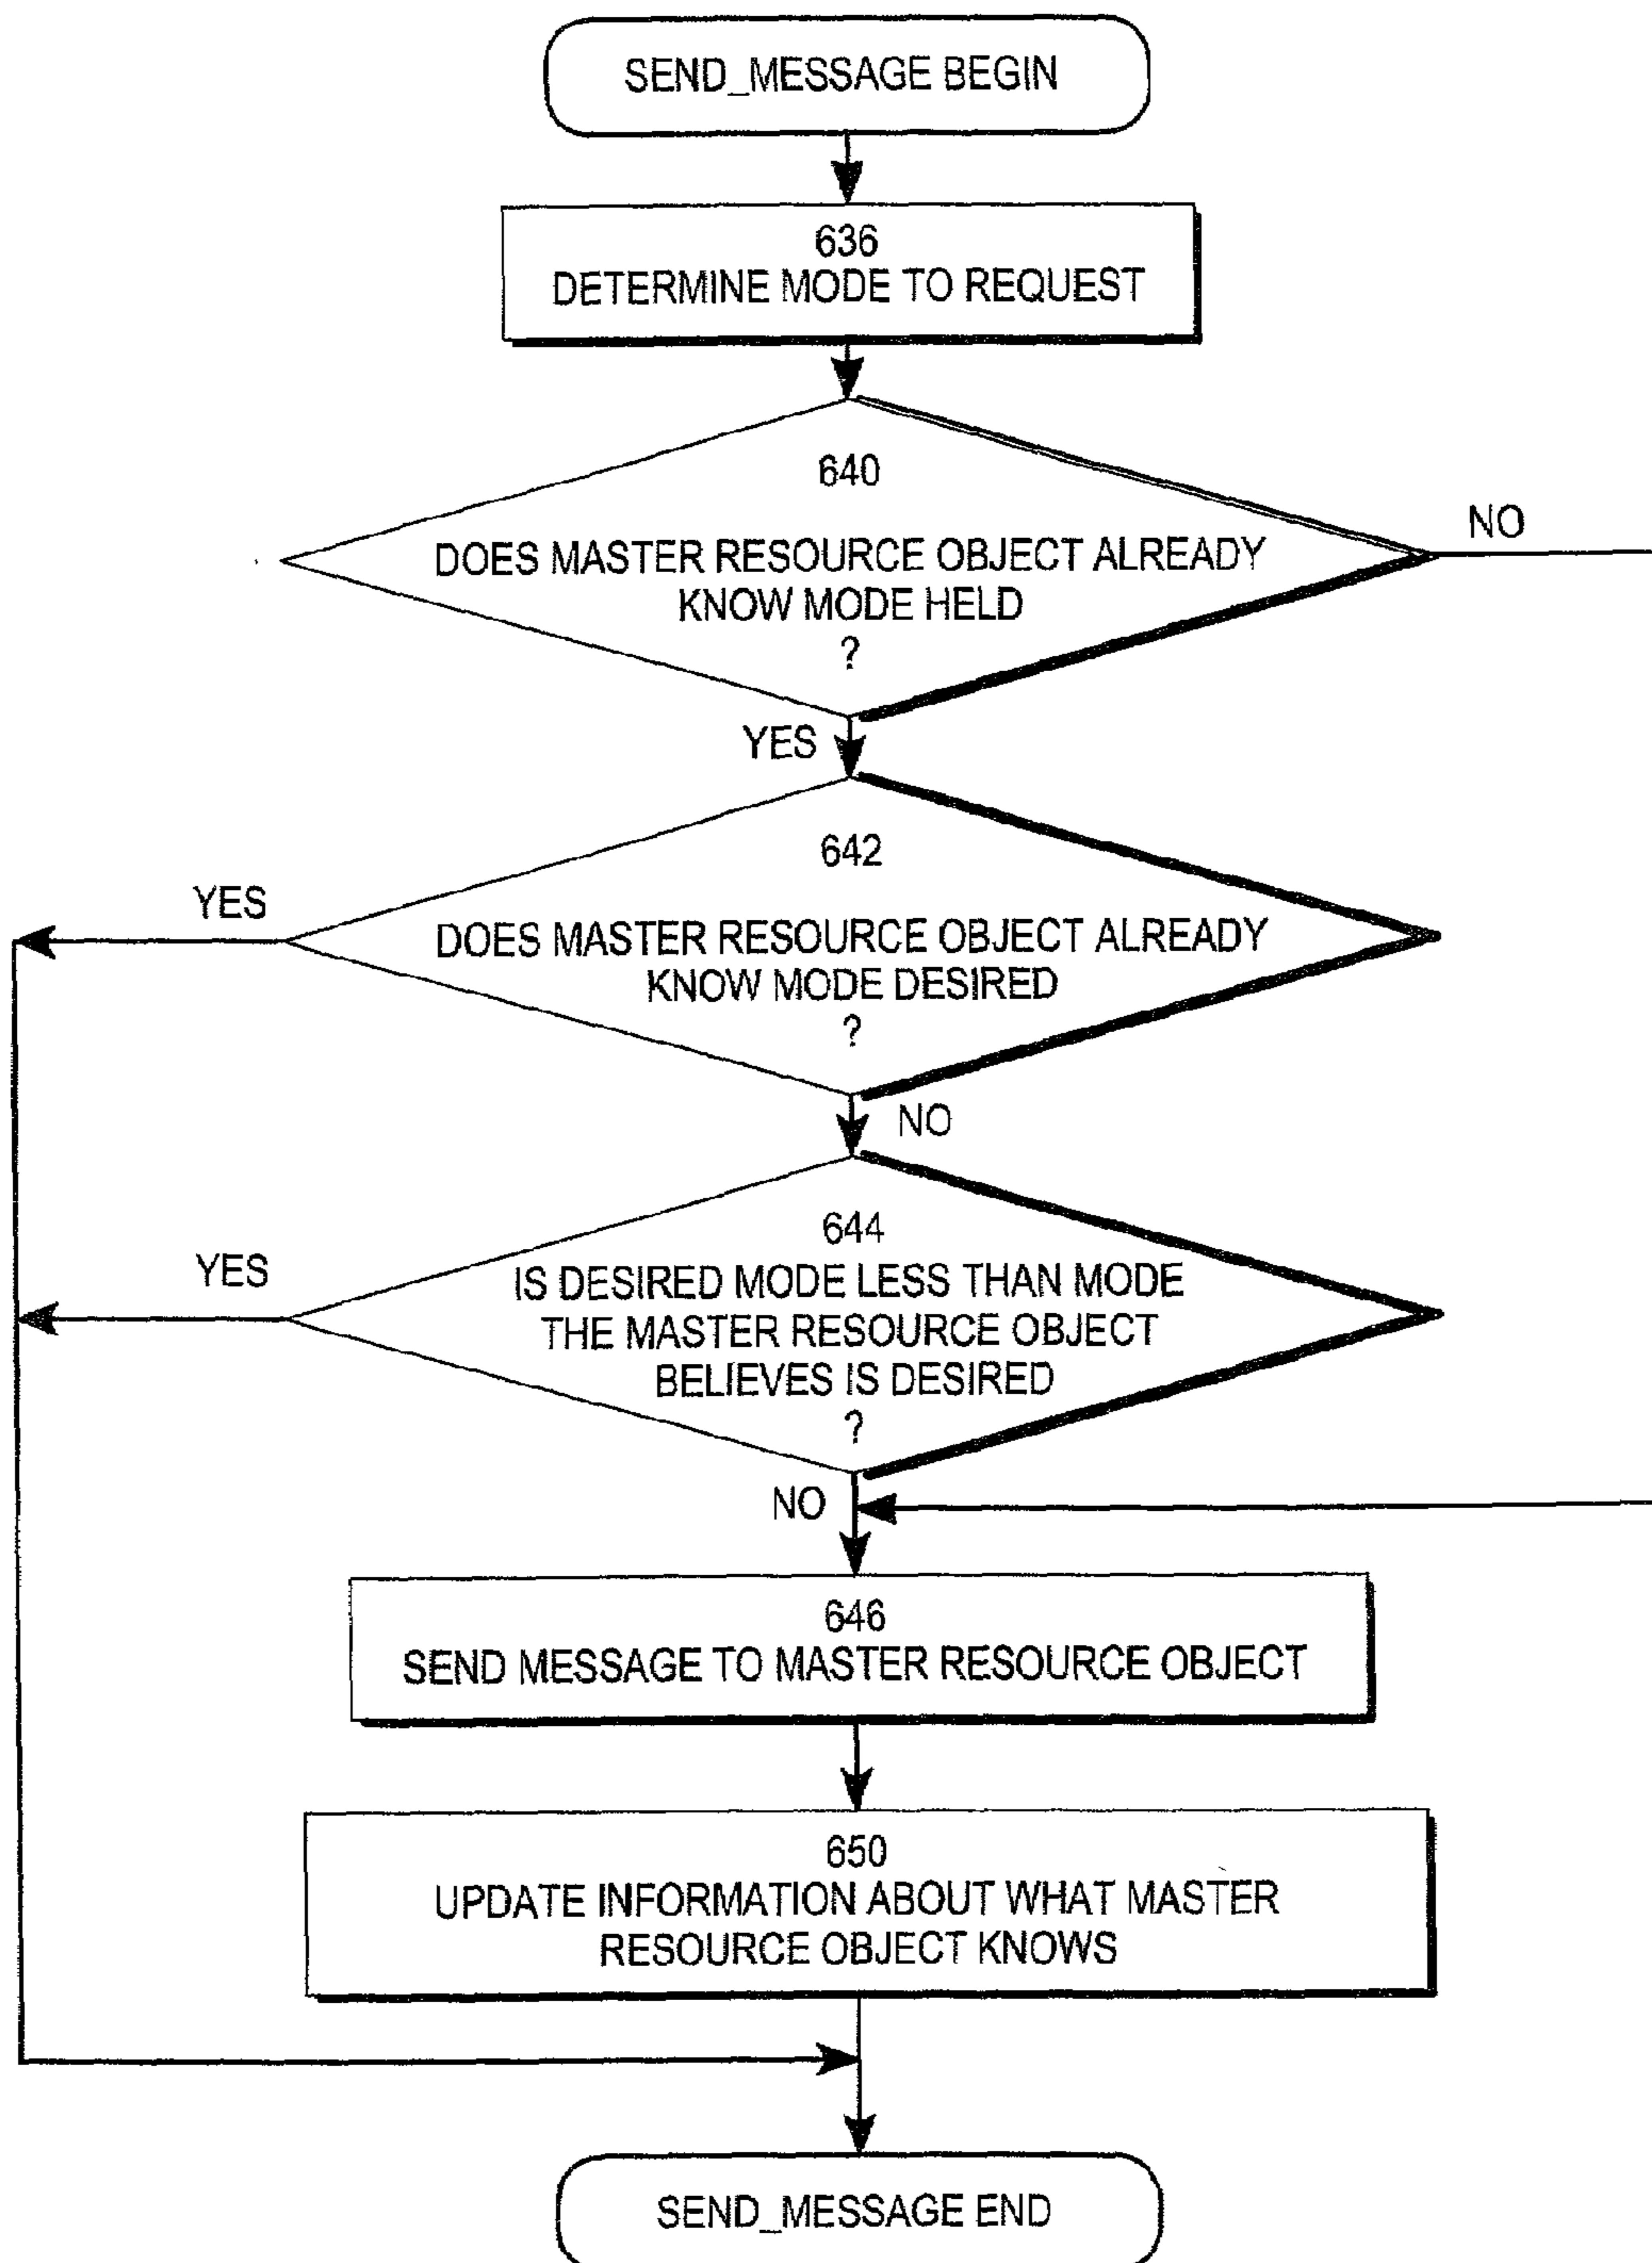 SEND_MESSAGE BEGIN
636
DETERMINE MODE TO REQUEST
640
DOES MASTER RESOURCE OBJECT ALREADY
KNOW MODE HELD
?
NO
YES
642
DOES MASTER RESOURCE OBJECT ALREADY
KNOW MODE DESIRED
?
YES
NO
644
IS DESIRED MODE LESS THAN MODE
THE MASTER RESOURCE OBJECT
BELIEVES IS DESIRED
?
YES
NO
646
SEND MESSAGE TO MASTER RESOURCE OBJECT
650
UPDATE INFORMATION ABOUT WHAT MASTER
RESOURCE OBJECT KNOWS
SEND_MESSAGE END